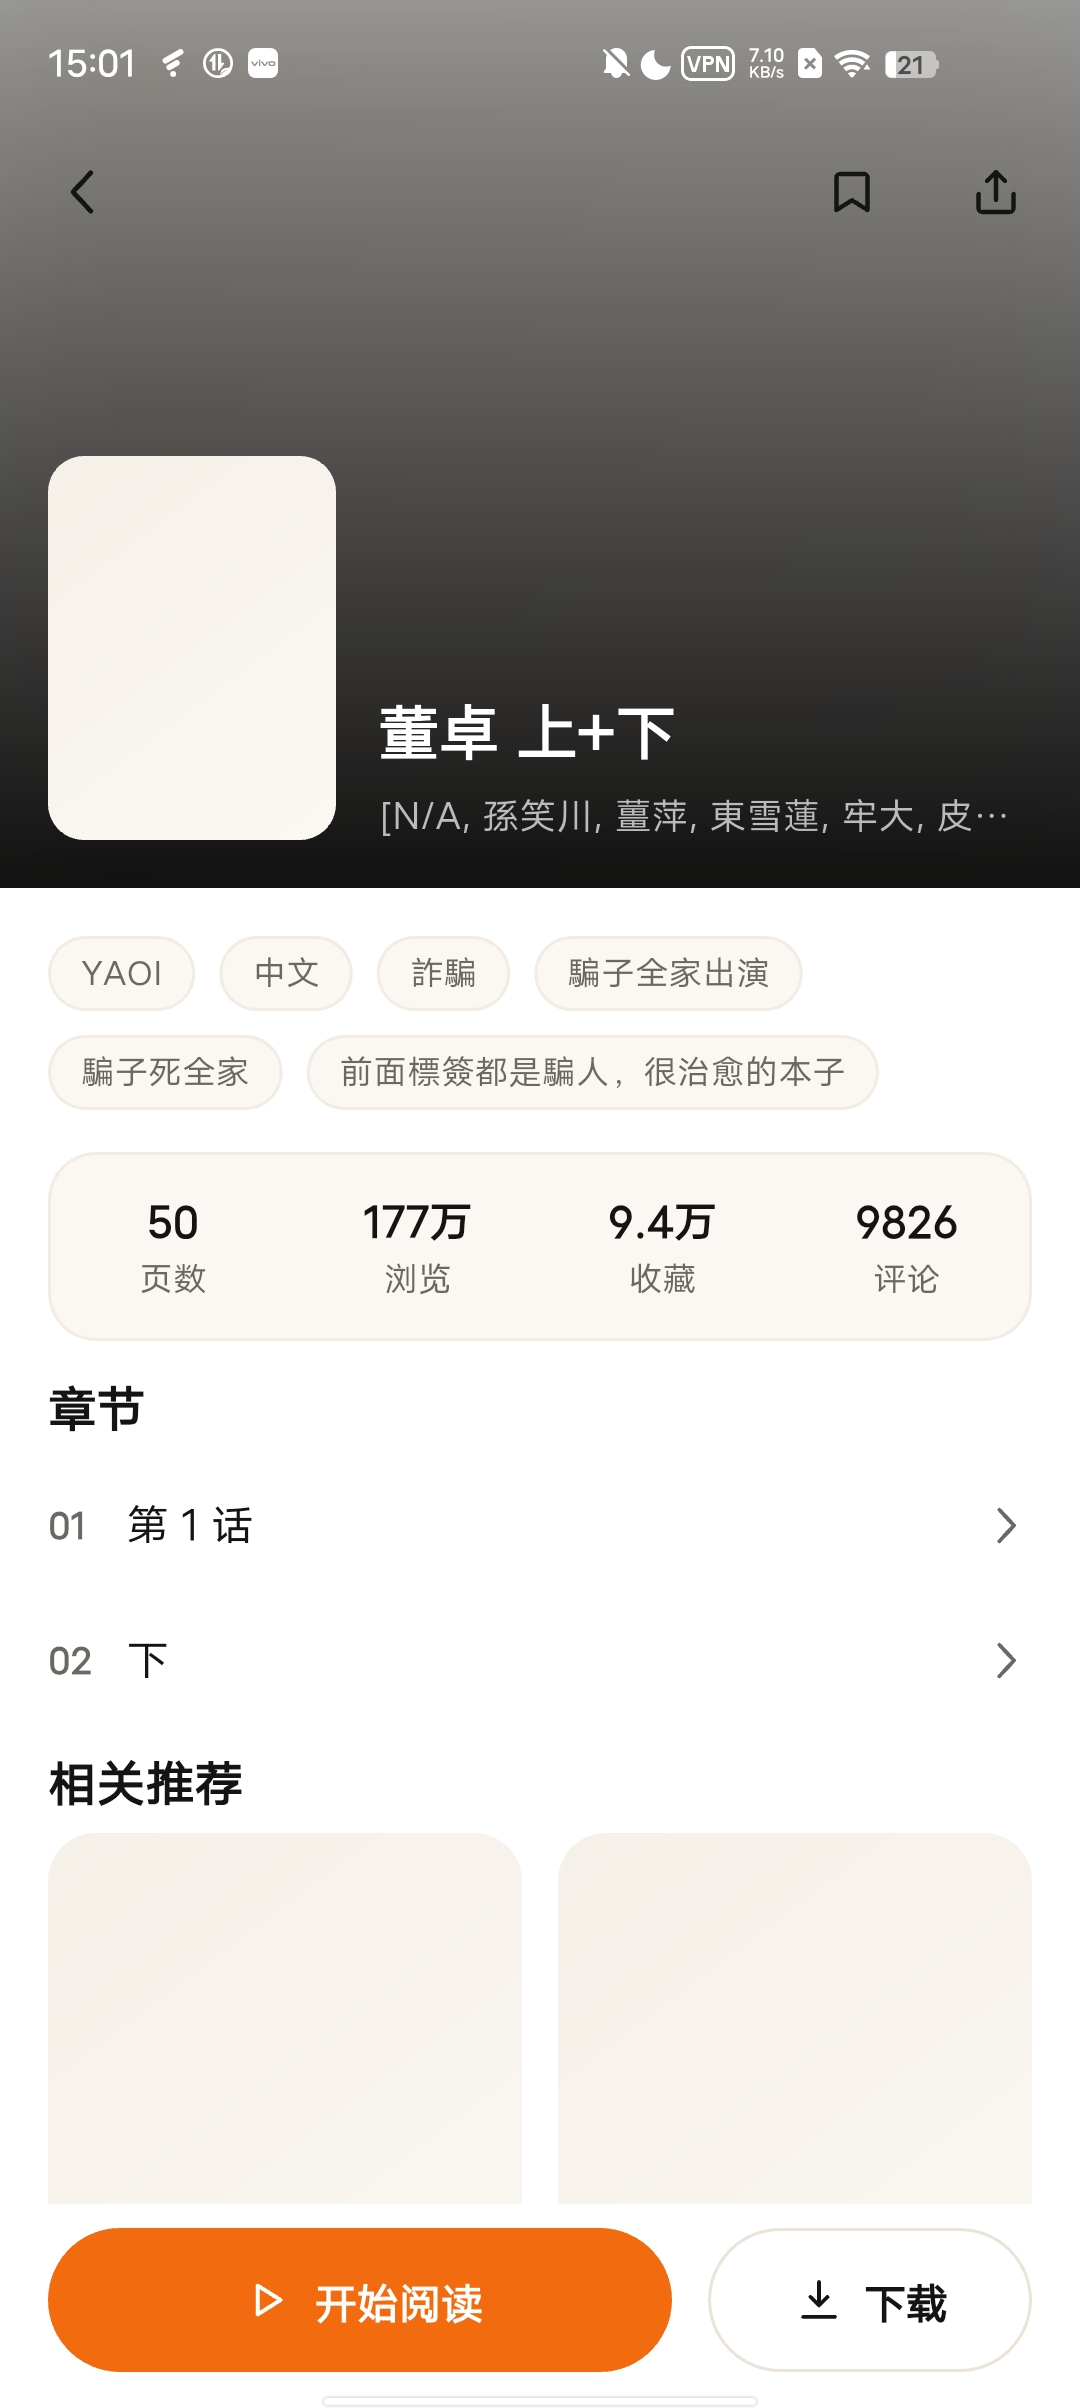 15:01 vivo VPN 7.10 KB/s 21
董卓 上+下
[N/A, 孫笑川, 薑萍, 東雪蓮, 牢大, 皮…
YAOI 中文 詐騙 騙子全家出演
騙子死全家 前面標簽都是騙人，很治愈的本子
50 177万 9.4万 9826
页数 浏览 收藏 评论
章节
01 第 1 话
02 下
相关推荐
开始阅读 下载